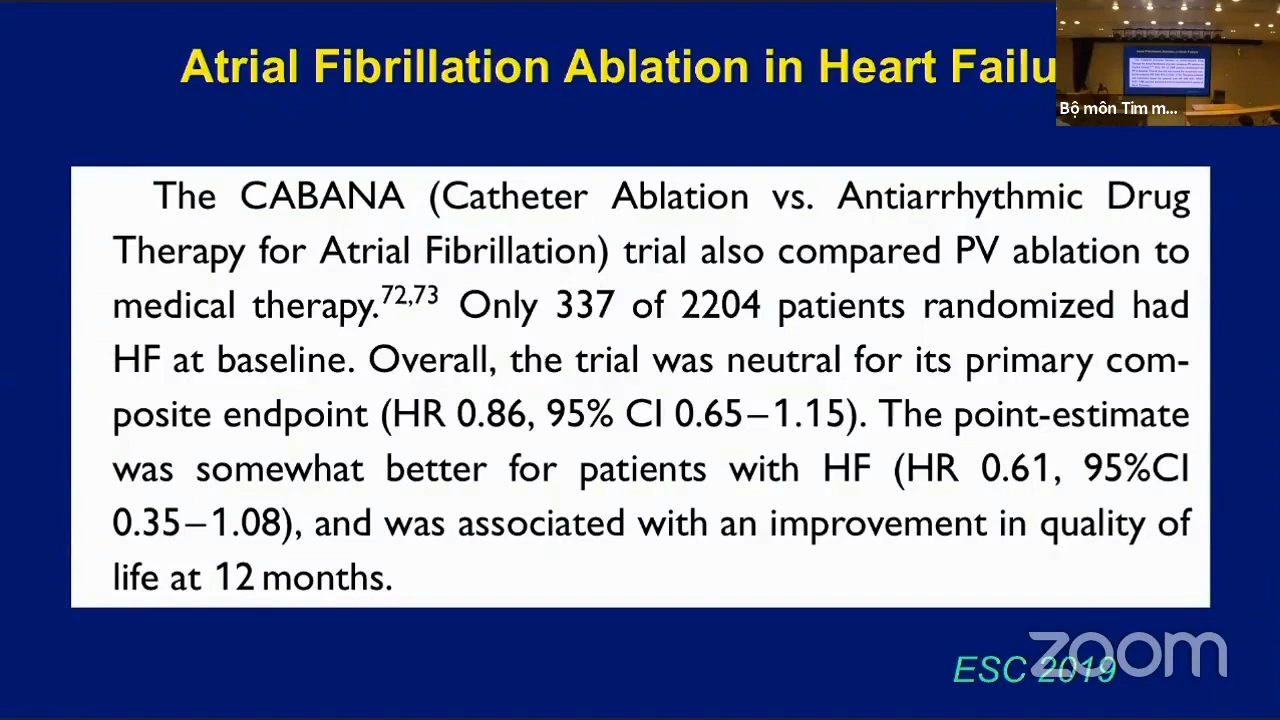 Atrial Fibrillation Ablation in Heart Failu
Bộ môn Tim m...
The CABANA (Catheter Ablation vs. Antiarrhythmic Drug
Therapy for Atrial Fibrillation) trial also compared PV ablation to
medical therapy.72,73 Only 337 of 2204 patients randomized had
HF at baseline. Overall, the trial was neutral for its primary com-
posite endpoint (HR 0.86, 95% CI 0.65–1.15). The point-estimate
was somewhat better for patients with HF (HR 0.61, 95%CI
0.35–1.08), and was associated with an improvement in quality of
life at 12 months.
zoom
ESC 2019